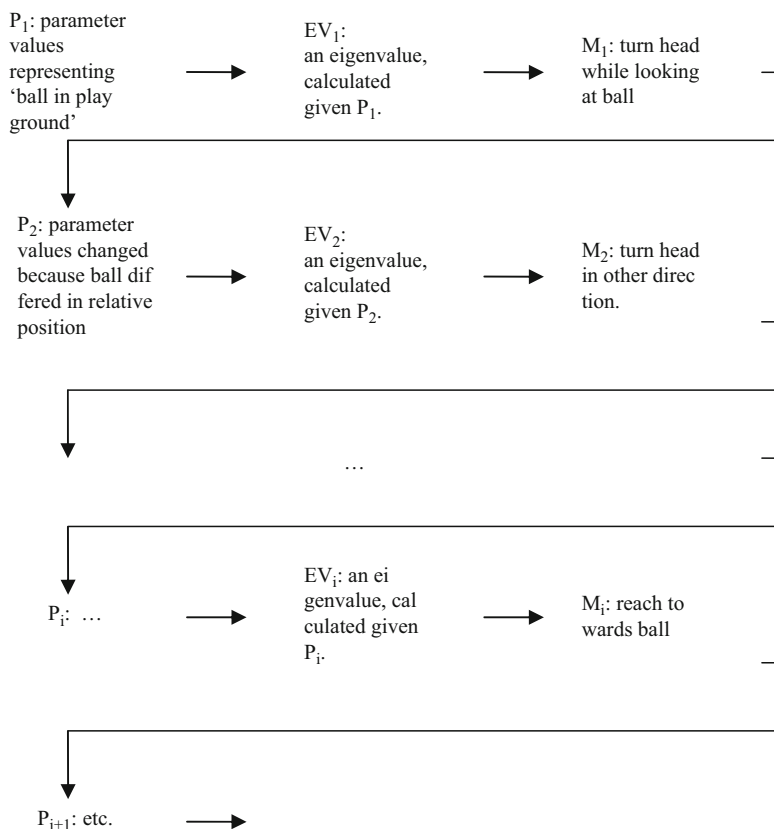 P₁: parameter
values
representing
‘ball in play
ground’
EV₁:
an eigenvalue,
calculated
given P₁.
M₁: turn head
while looking
at ball
P₂: parameter
values changed
because ball dif
fered in relative
position
EV₂:
an eigenvalue,
calculated
given P₂.
M₂: turn head
in other direc
tion.
…
Pᵢ: …
EVᵢ: an ei
genvalue, cal
culated given
Pᵢ.
Mᵢ: reach to
wards ball
Pᵢ₊₁: etc.